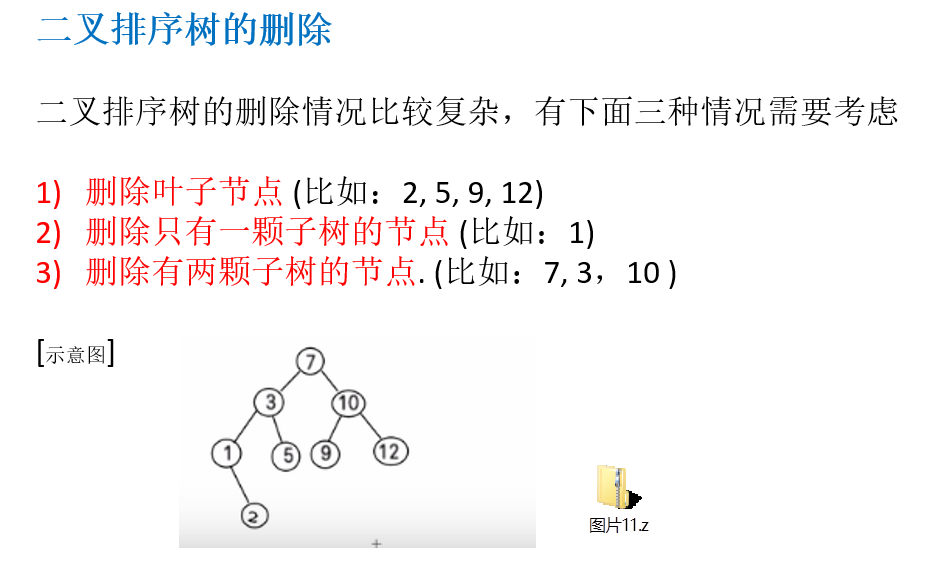 二叉排序树的删除
二叉排序树的删除情况比较复杂，有下面三种情况需要考虑
1) 删除叶子节点 (比如：2, 5, 9, 12)
2) 删除只有一颗子树的节点 (比如：1)
3) 删除有两颗子树的节点. (比如：7, 3，10 )
[示意图]
7
3 10
1 5 9 12
2
图片11.z